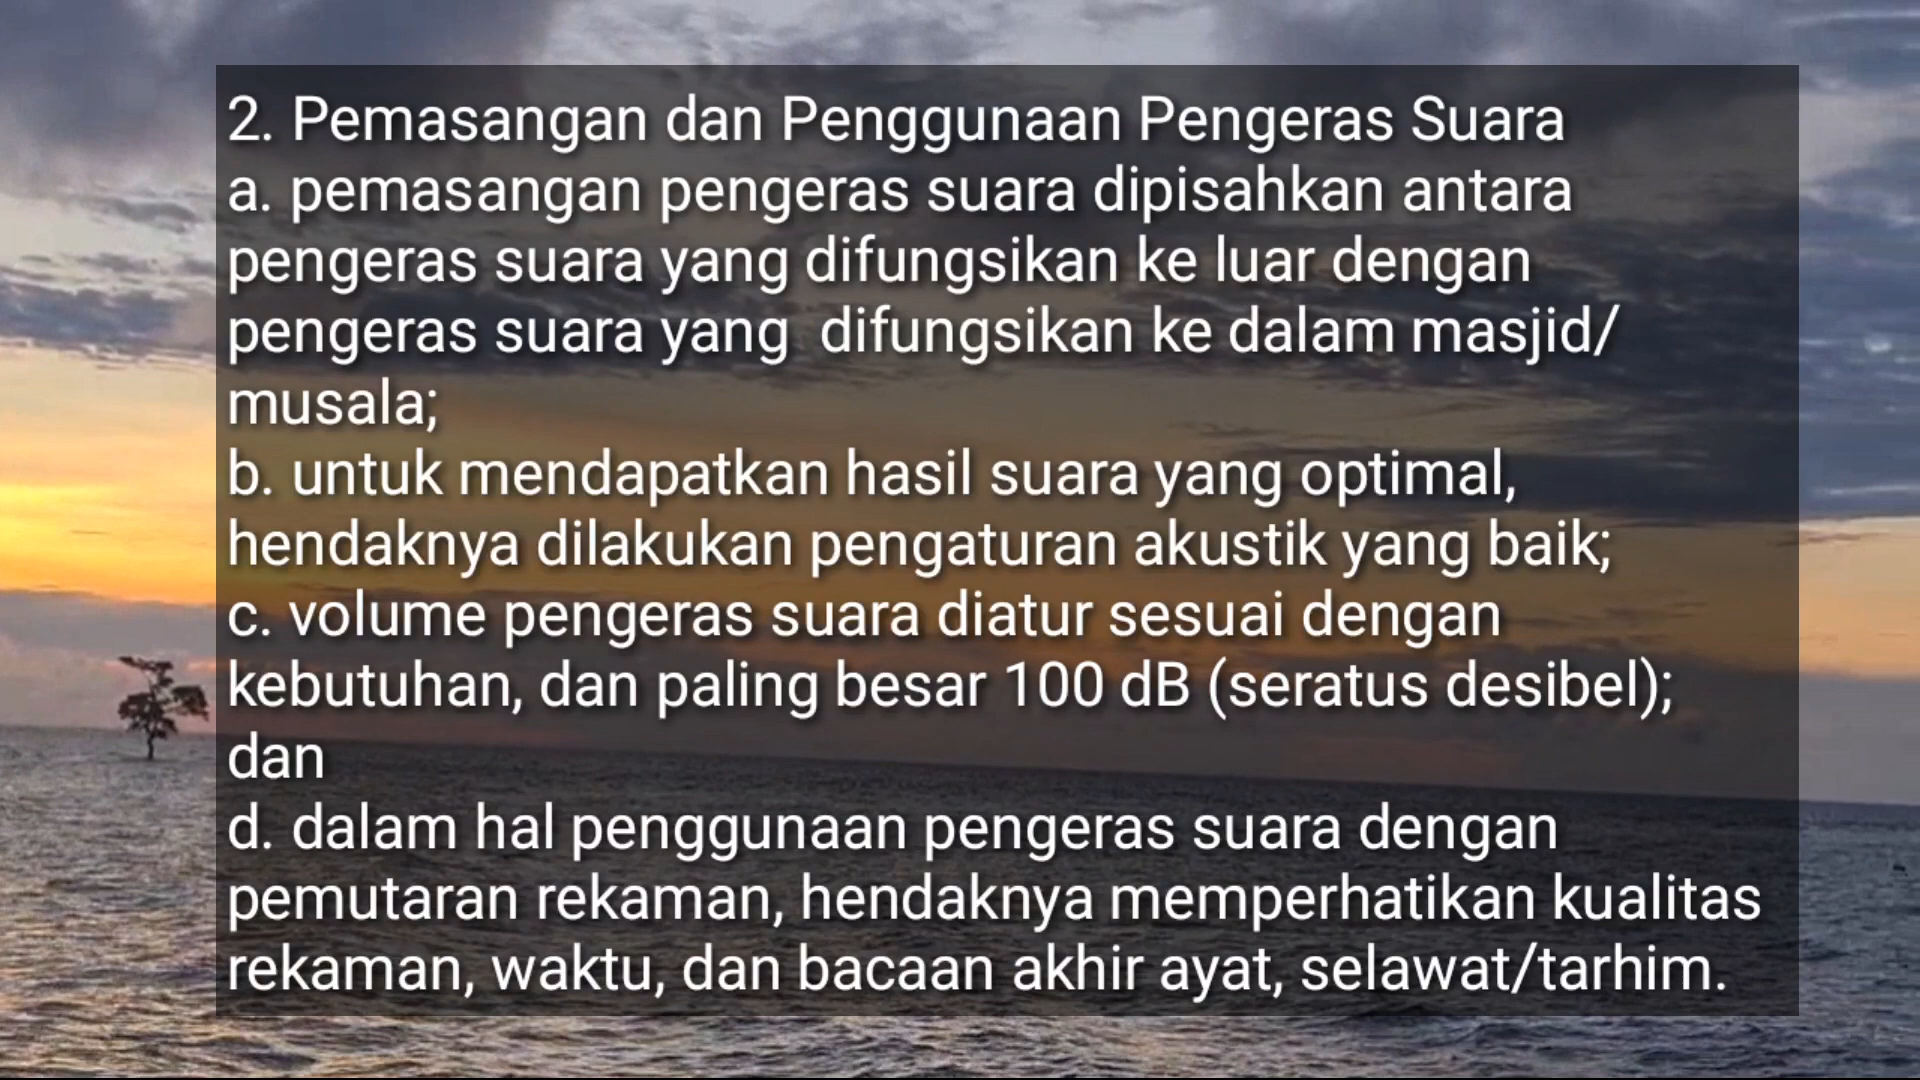 2. Pemasangan dan Penggunaan Pengeras Suara
a. pemasangan pengeras suara dipisahkan antara
pengeras suara yang difungsikan ke luar dengan
pengeras suara yang  difungsikan ke dalam masjid/
musala;
b. untuk mendapatkan hasil suara yang optimal,
hendaknya dilakukan pengaturan akustik yang baik;
c. volume pengeras suara diatur sesuai dengan
kebutuhan, dan paling besar 100 dB (seratus desibel);
dan
d. dalam hal penggunaan pengeras suara dengan
pemutaran rekaman, hendaknya memperhatikan kualitas
rekaman, waktu, dan bacaan akhir ayat, selawat/tarhim.